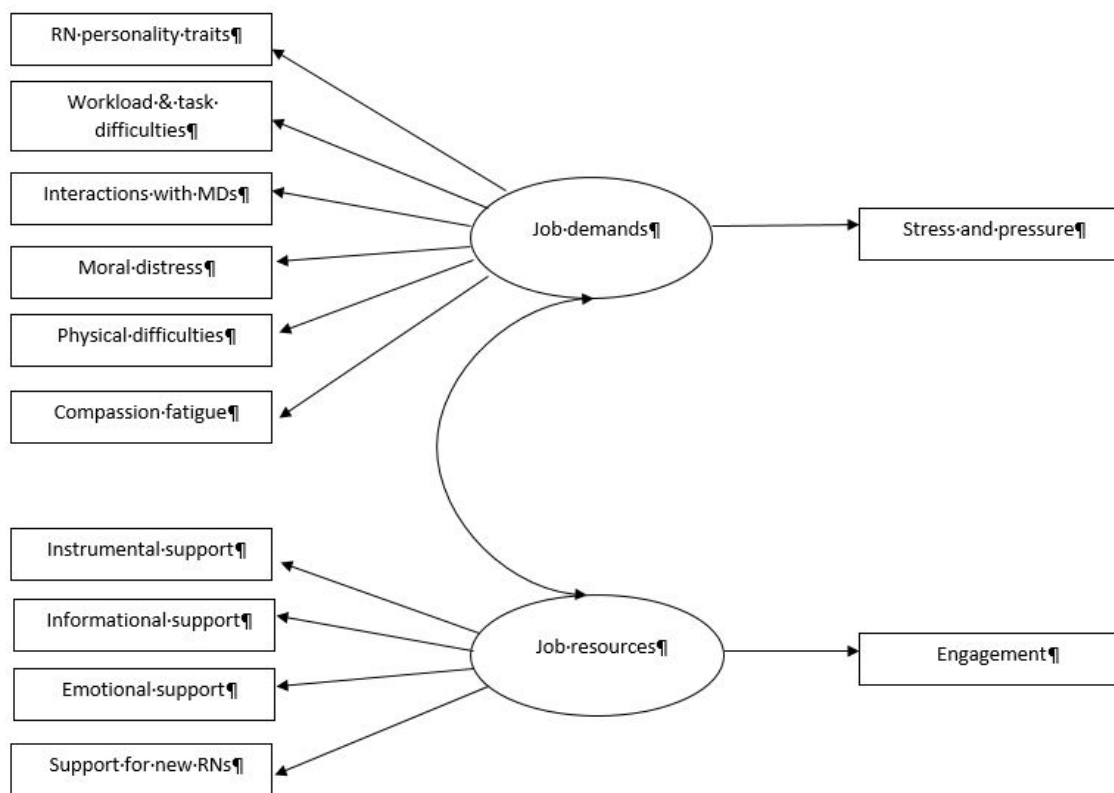 RN·personality·traits¶
Workload·&·task·
difficulties¶
Interactions·with·MDs¶
Moral·distress¶
Physical·difficulties¶
Compassion·fatigue¶
Job·demands¶
Stress·and·pressure¶
Instrumental·support¶
Informational·support¶
Emotional·support¶
Support·for·new·RNs¶
Job·resources¶
Engagement¶